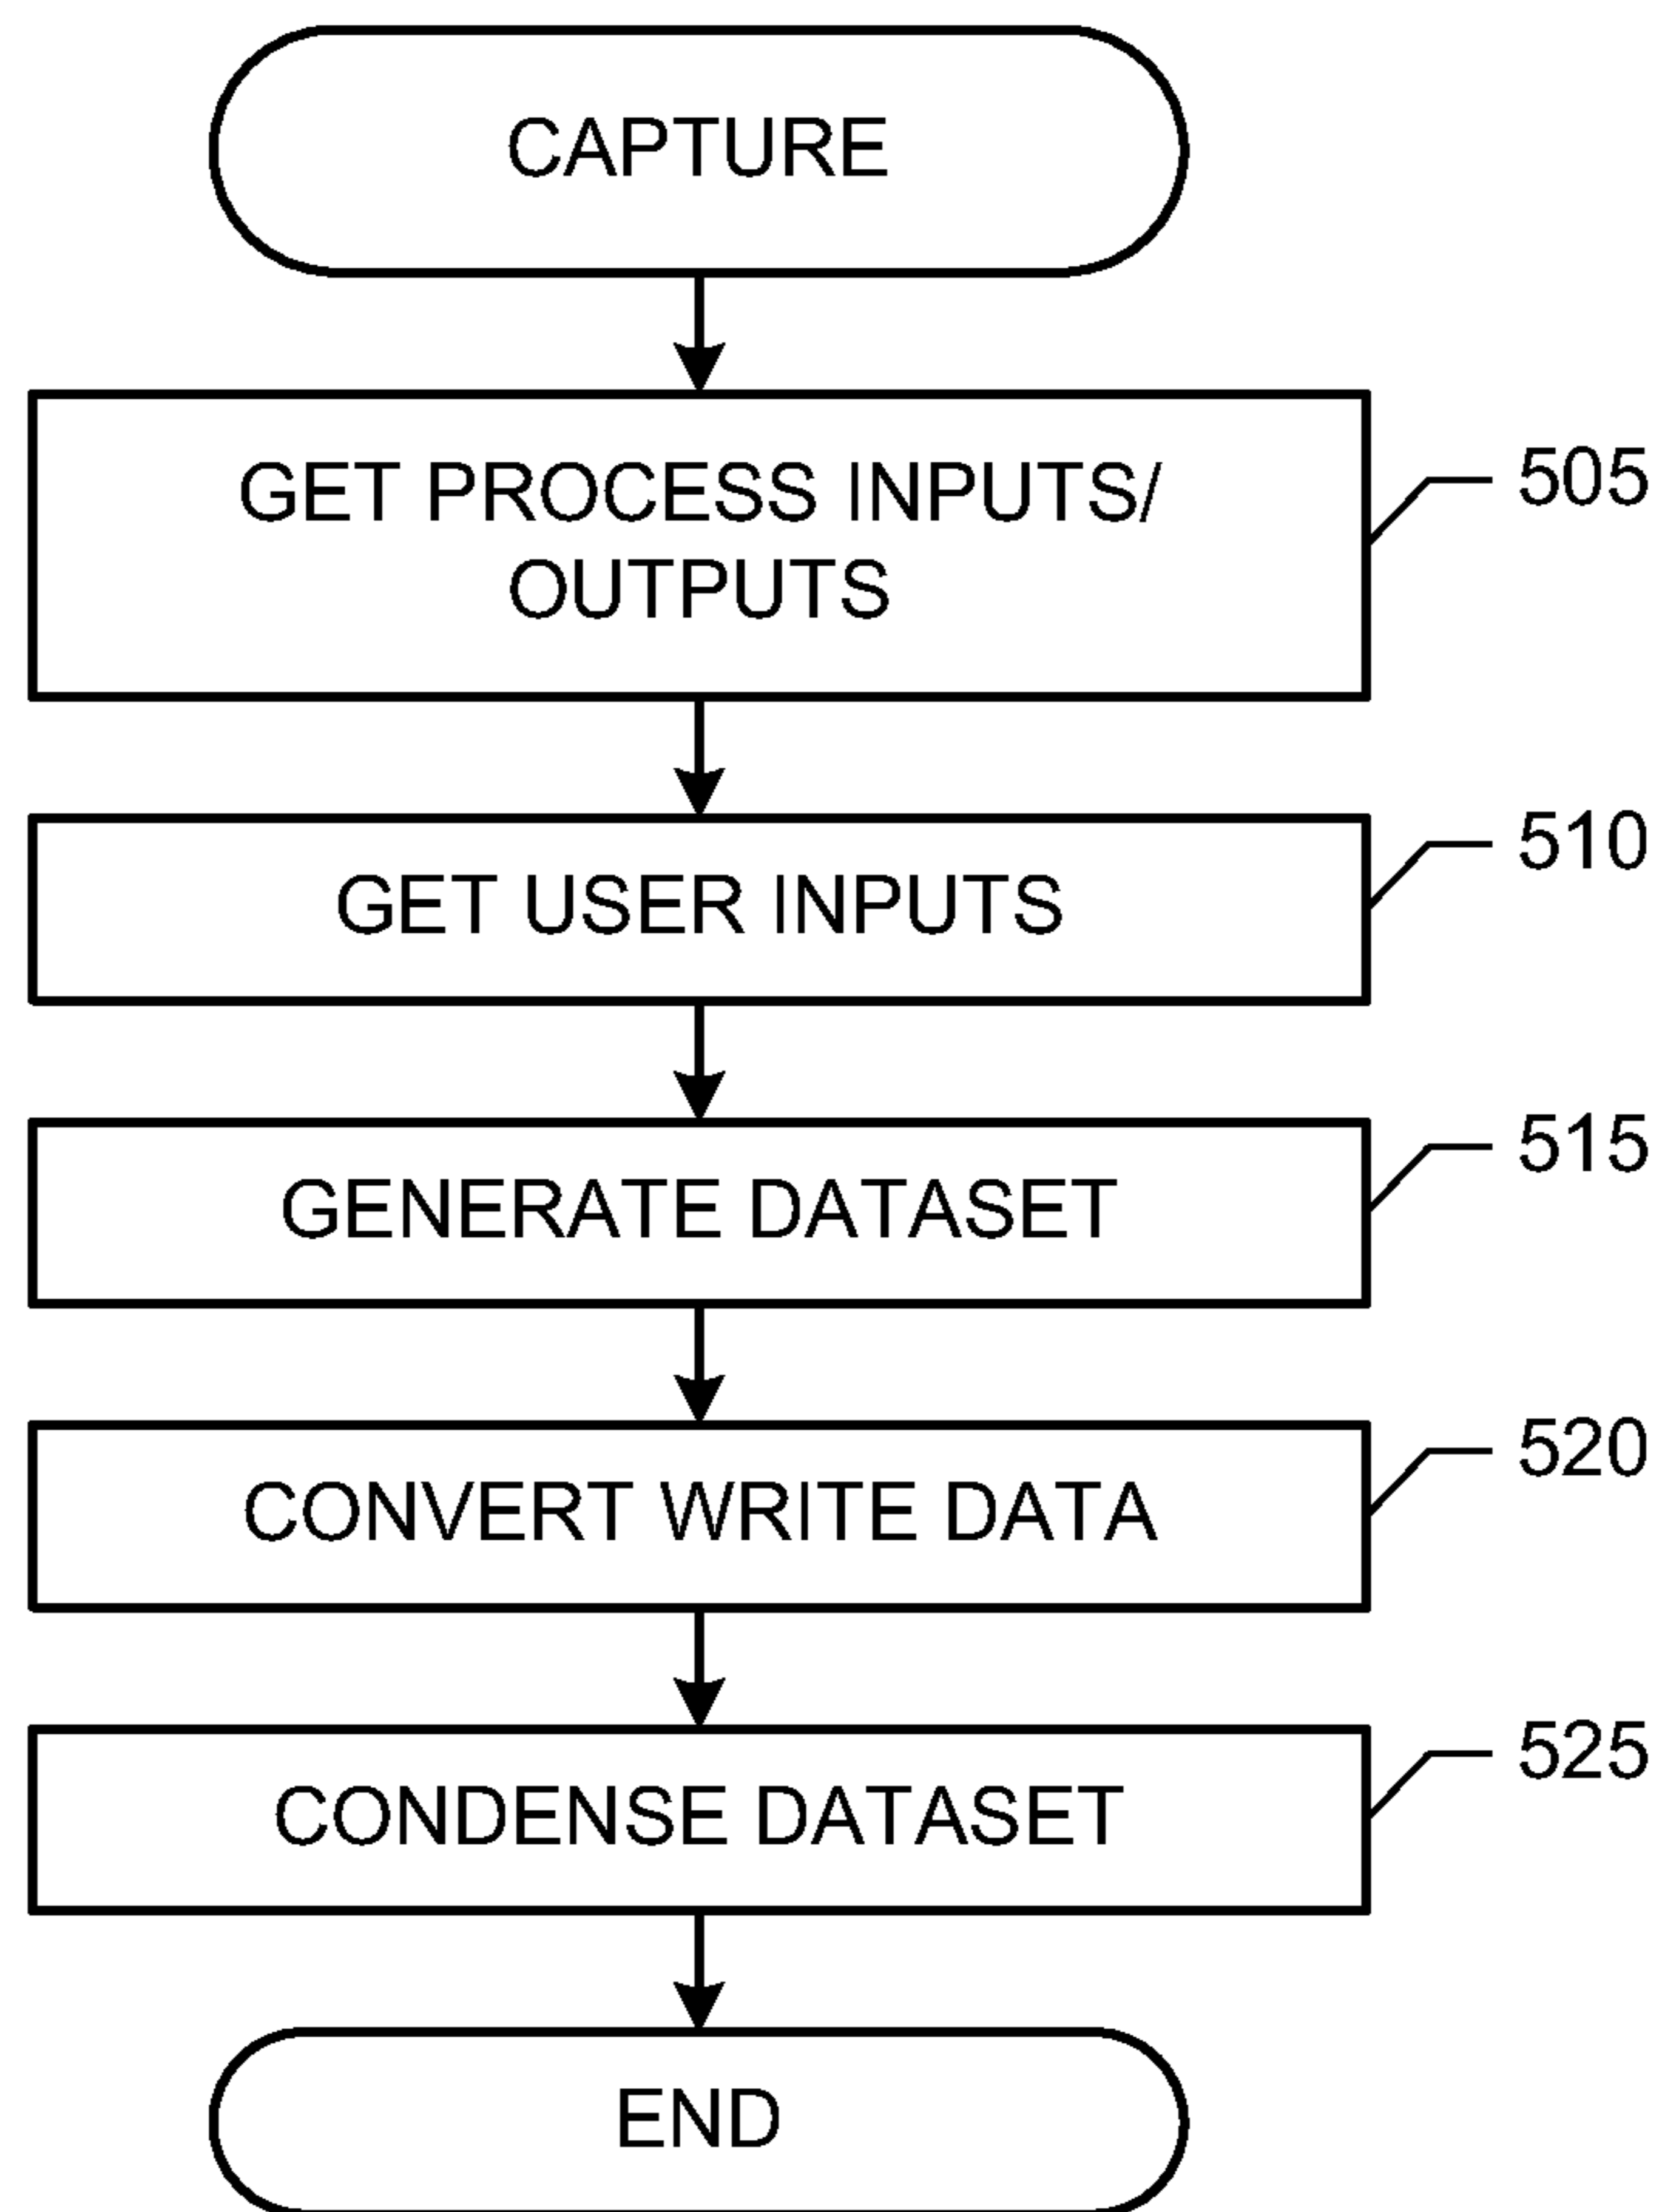 CAPTURE
GET PROCESS INPUTS/
OUTPUTS
505
GET USER INPUTS
510
GENERATE DATASET
515
CONVERT WRITE DATA
520
CONDENSE DATASET
525
END